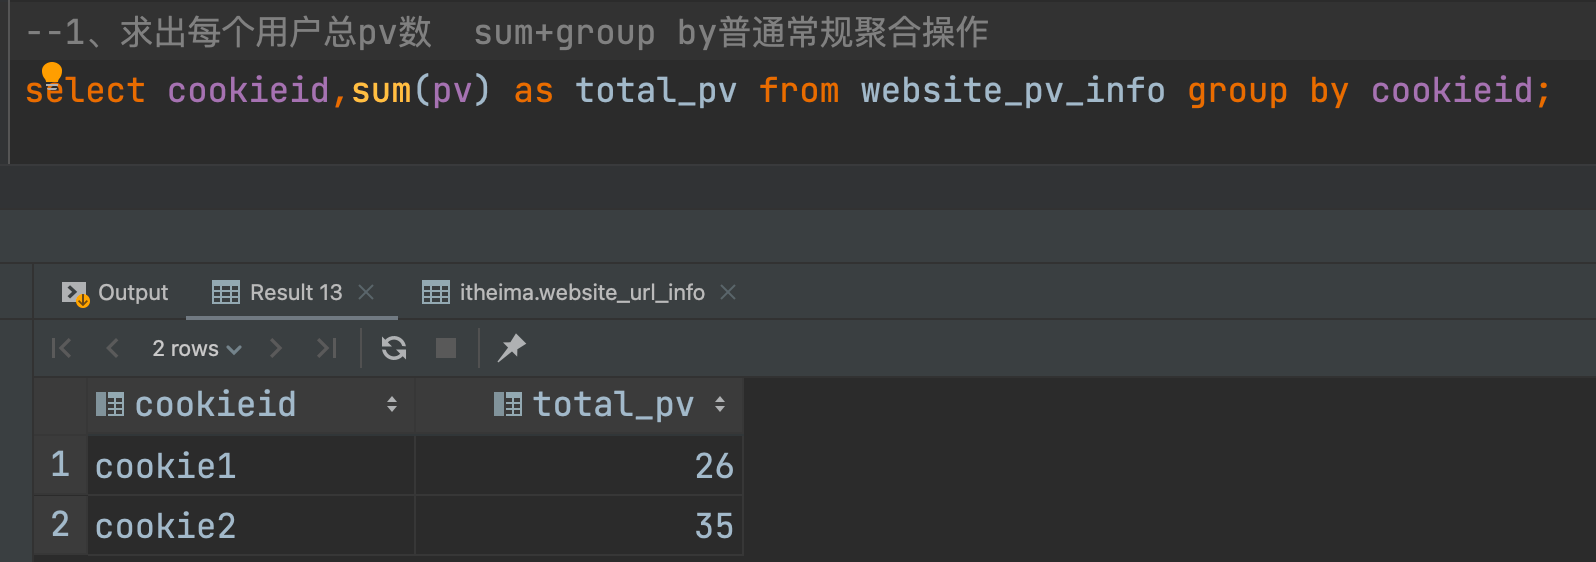 --1、求出每个用户总pv数  sum+group by普通常规聚合操作
select cookieid,sum(pv) as total_pv from website_pv_info group by cookieid;
Output Result 13 itheima.website_url_info
2 rows
cookieid total_pv
1 cookie1 26
2 cookie2 35